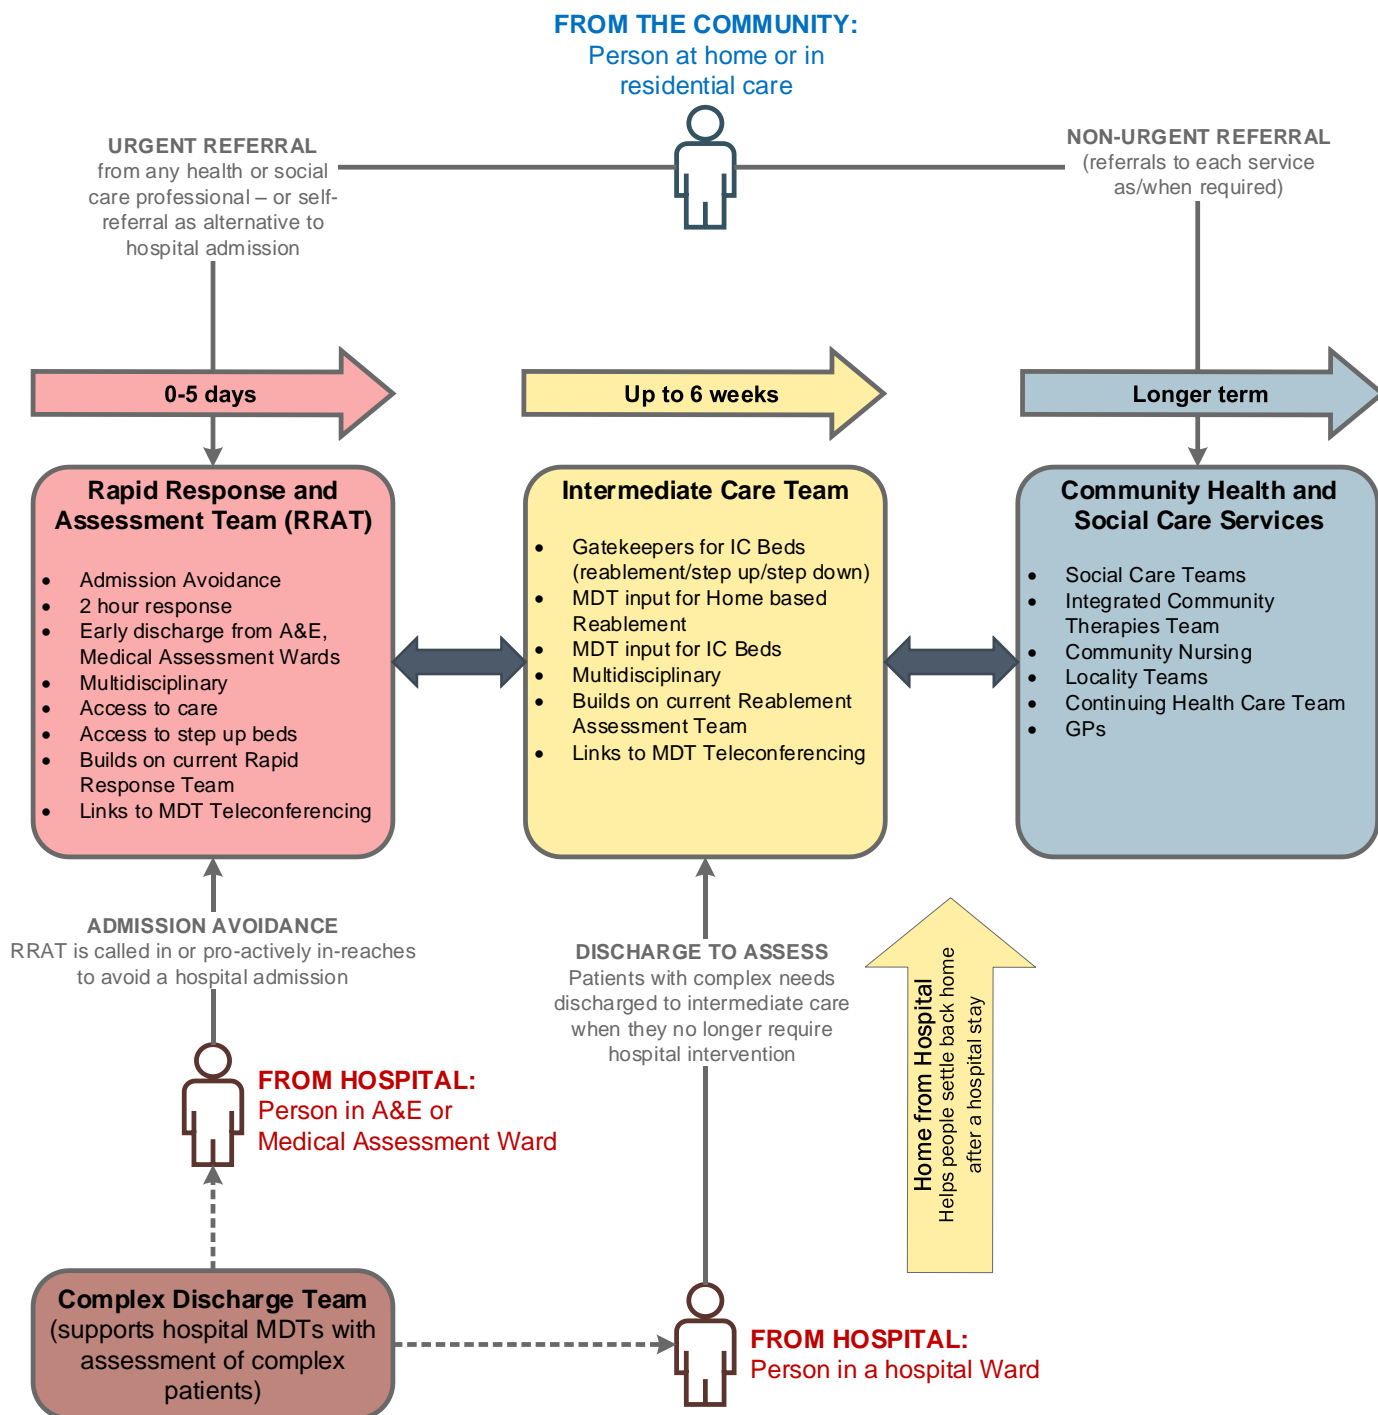 FROM THE COMMUNITY:
Person at home or in
residential care
URGENT REFERRAL
from any health or social
care professional – or self-
referral as alternative to
hospital admission
NON-URGENT REFERRAL
(referrals to each service
as/when required)
0-5 days
Up to 6 weeks
Longer term
Rapid Response and
Assessment Team (RRAT)
• Admission Avoidance
• 2 hour response
• Early discharge from A&E,
Medical Assessment Wards
• Multidisciplinary
• Access to care
• Access to step up beds
• Builds on current Rapid
Response Team
• Links to MDT Teleconferencing
Intermediate Care Team
• Gatekeepers for IC Beds
(reablement/step up/step down)
• MDT input for Home based
Reablement
• MDT input for IC Beds
• Multidisciplinary
• Builds on current Reablement
Assessment Team
• Links to MDT Teleconferencing
Community Health and
Social Care Services
• Social Care Teams
• Integrated Community
Therapies Team
• Community Nursing
• Locality Teams
• Continuing Health Care Team
• GPs
ADMISSION AVOIDANCE
RRAT is called in or pro-actively in-reaches
to avoid a hospital admission
DISCHARGE TO ASSESS
Patients with complex needs
discharged to intermediate care
when they no longer require
hospital intervention
Home from Hospital
Helps people settle back home
after a hospital stay
FROM HOSPITAL:
Person in A&E or
Medical Assessment Ward
Complex Discharge Team
(supports hospital MDTs with
assessment of complex
patients)
FROM HOSPITAL:
Person in a hospital Ward